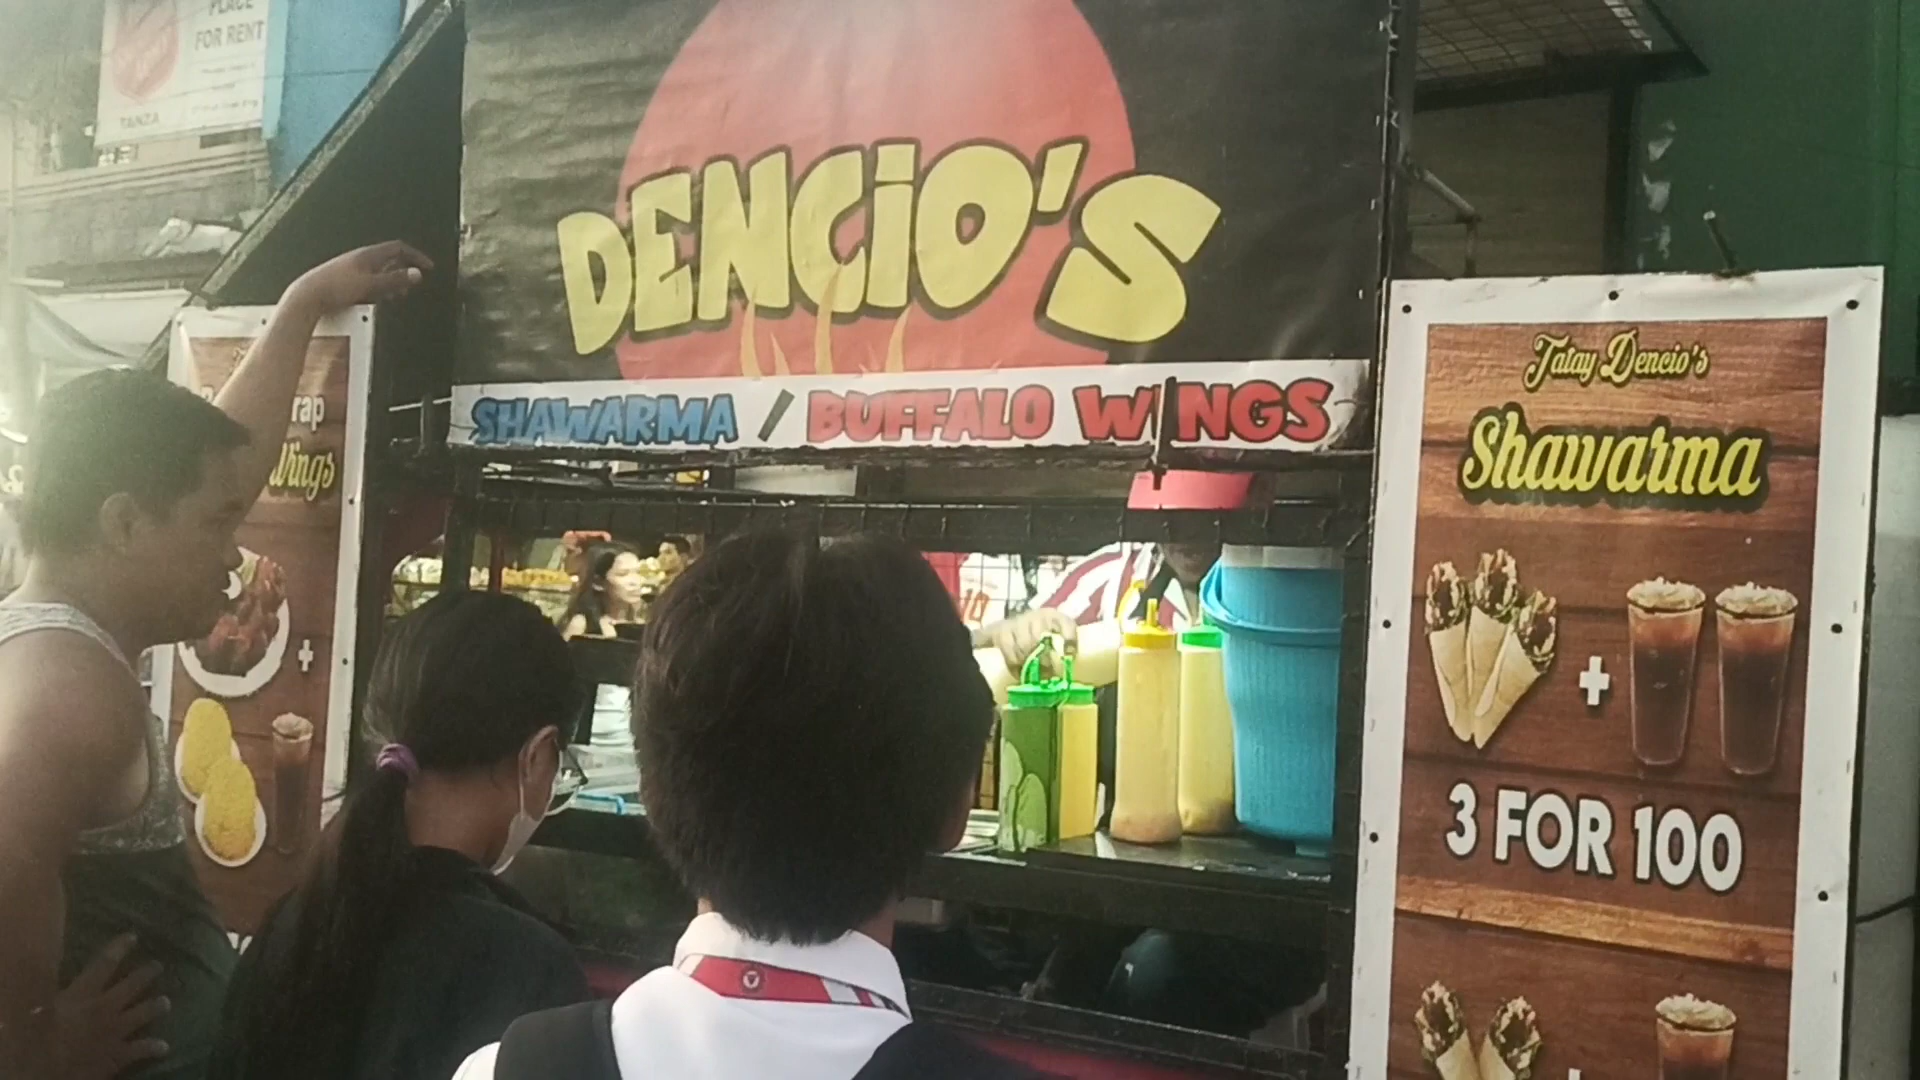 PLACE
FOR RENT
TANZA
DENCIO'S
SHAWARMA / BUFFALO WINGS
rap
Wings
+
Tatay Dencio's
Shawarma
+
3 FOR 100